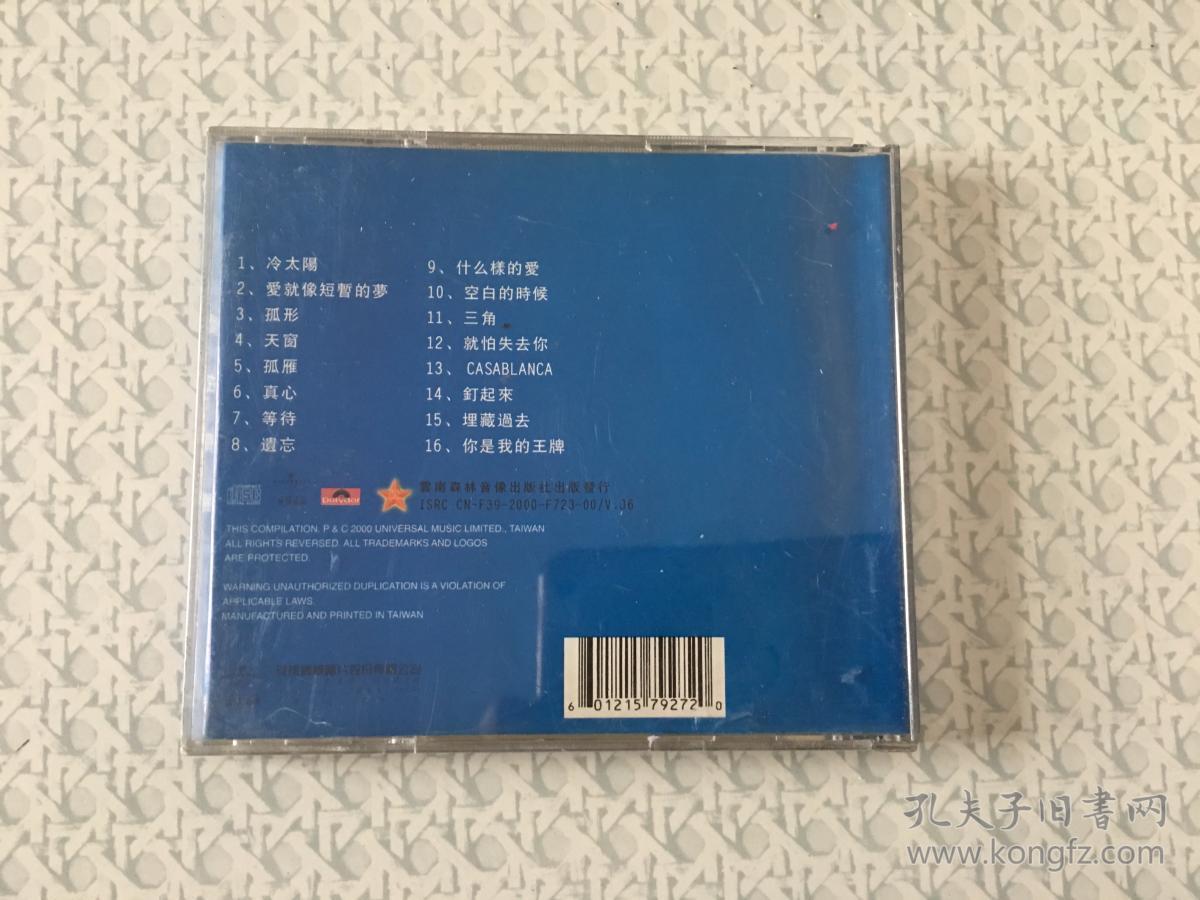 1、冷太陽
2、愛就像短暫的夢
3、孤形
4、天窗
5、孤雁
6、真心
7、等待
8、遺忘
9、什么樣的愛
10、空白的時候
11、三角
12、就怕失去你
13、CASABLANCA
14、釘起來
15、埋藏過去
16、你是我的王牌
polydor
雲南森林音像出版社出版發行
ISRC CN-F39-2000-F723-00/V.J6
THIS COMPILATION. P & C 2000 UNIVERSAL MUSIC LIMITED., TAIWAN
ALL RIGHTS REVERSED. ALL TRADEMARKS AND LOGOS
ARE PROTECTED.
WARNING UNAUTHORIZED DUPLICATION IS A VIOLATION OF
APPLICABLE LAWS.
MANUFACTURED AND PRINTED IN TAIWAN
6 01215 79272 0
孔夫子旧書网
www.kongfz.com